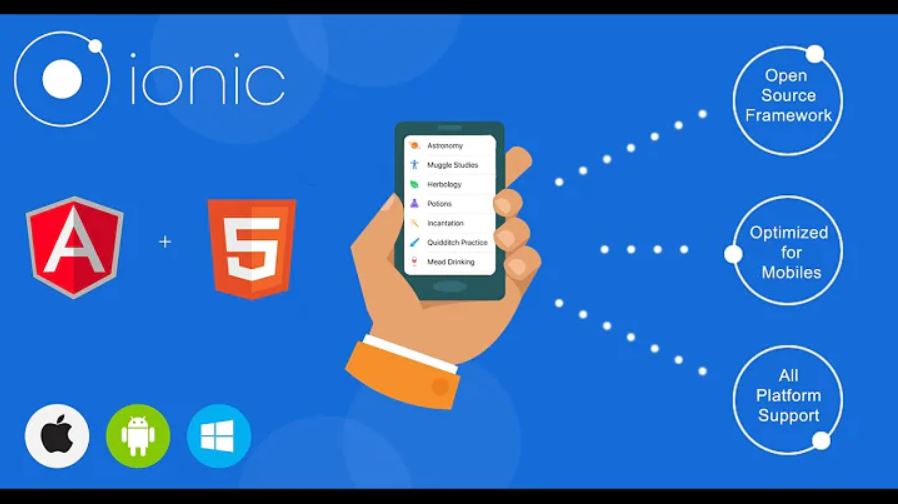 ionic
A
+
5
Astronomy
Muggle Studies
Herbology
Potions
Incantation
Quidditch Practice
Mead Drinking
Open
Source
Framework
Optimized
for
Mobiles
All
Platform
Support